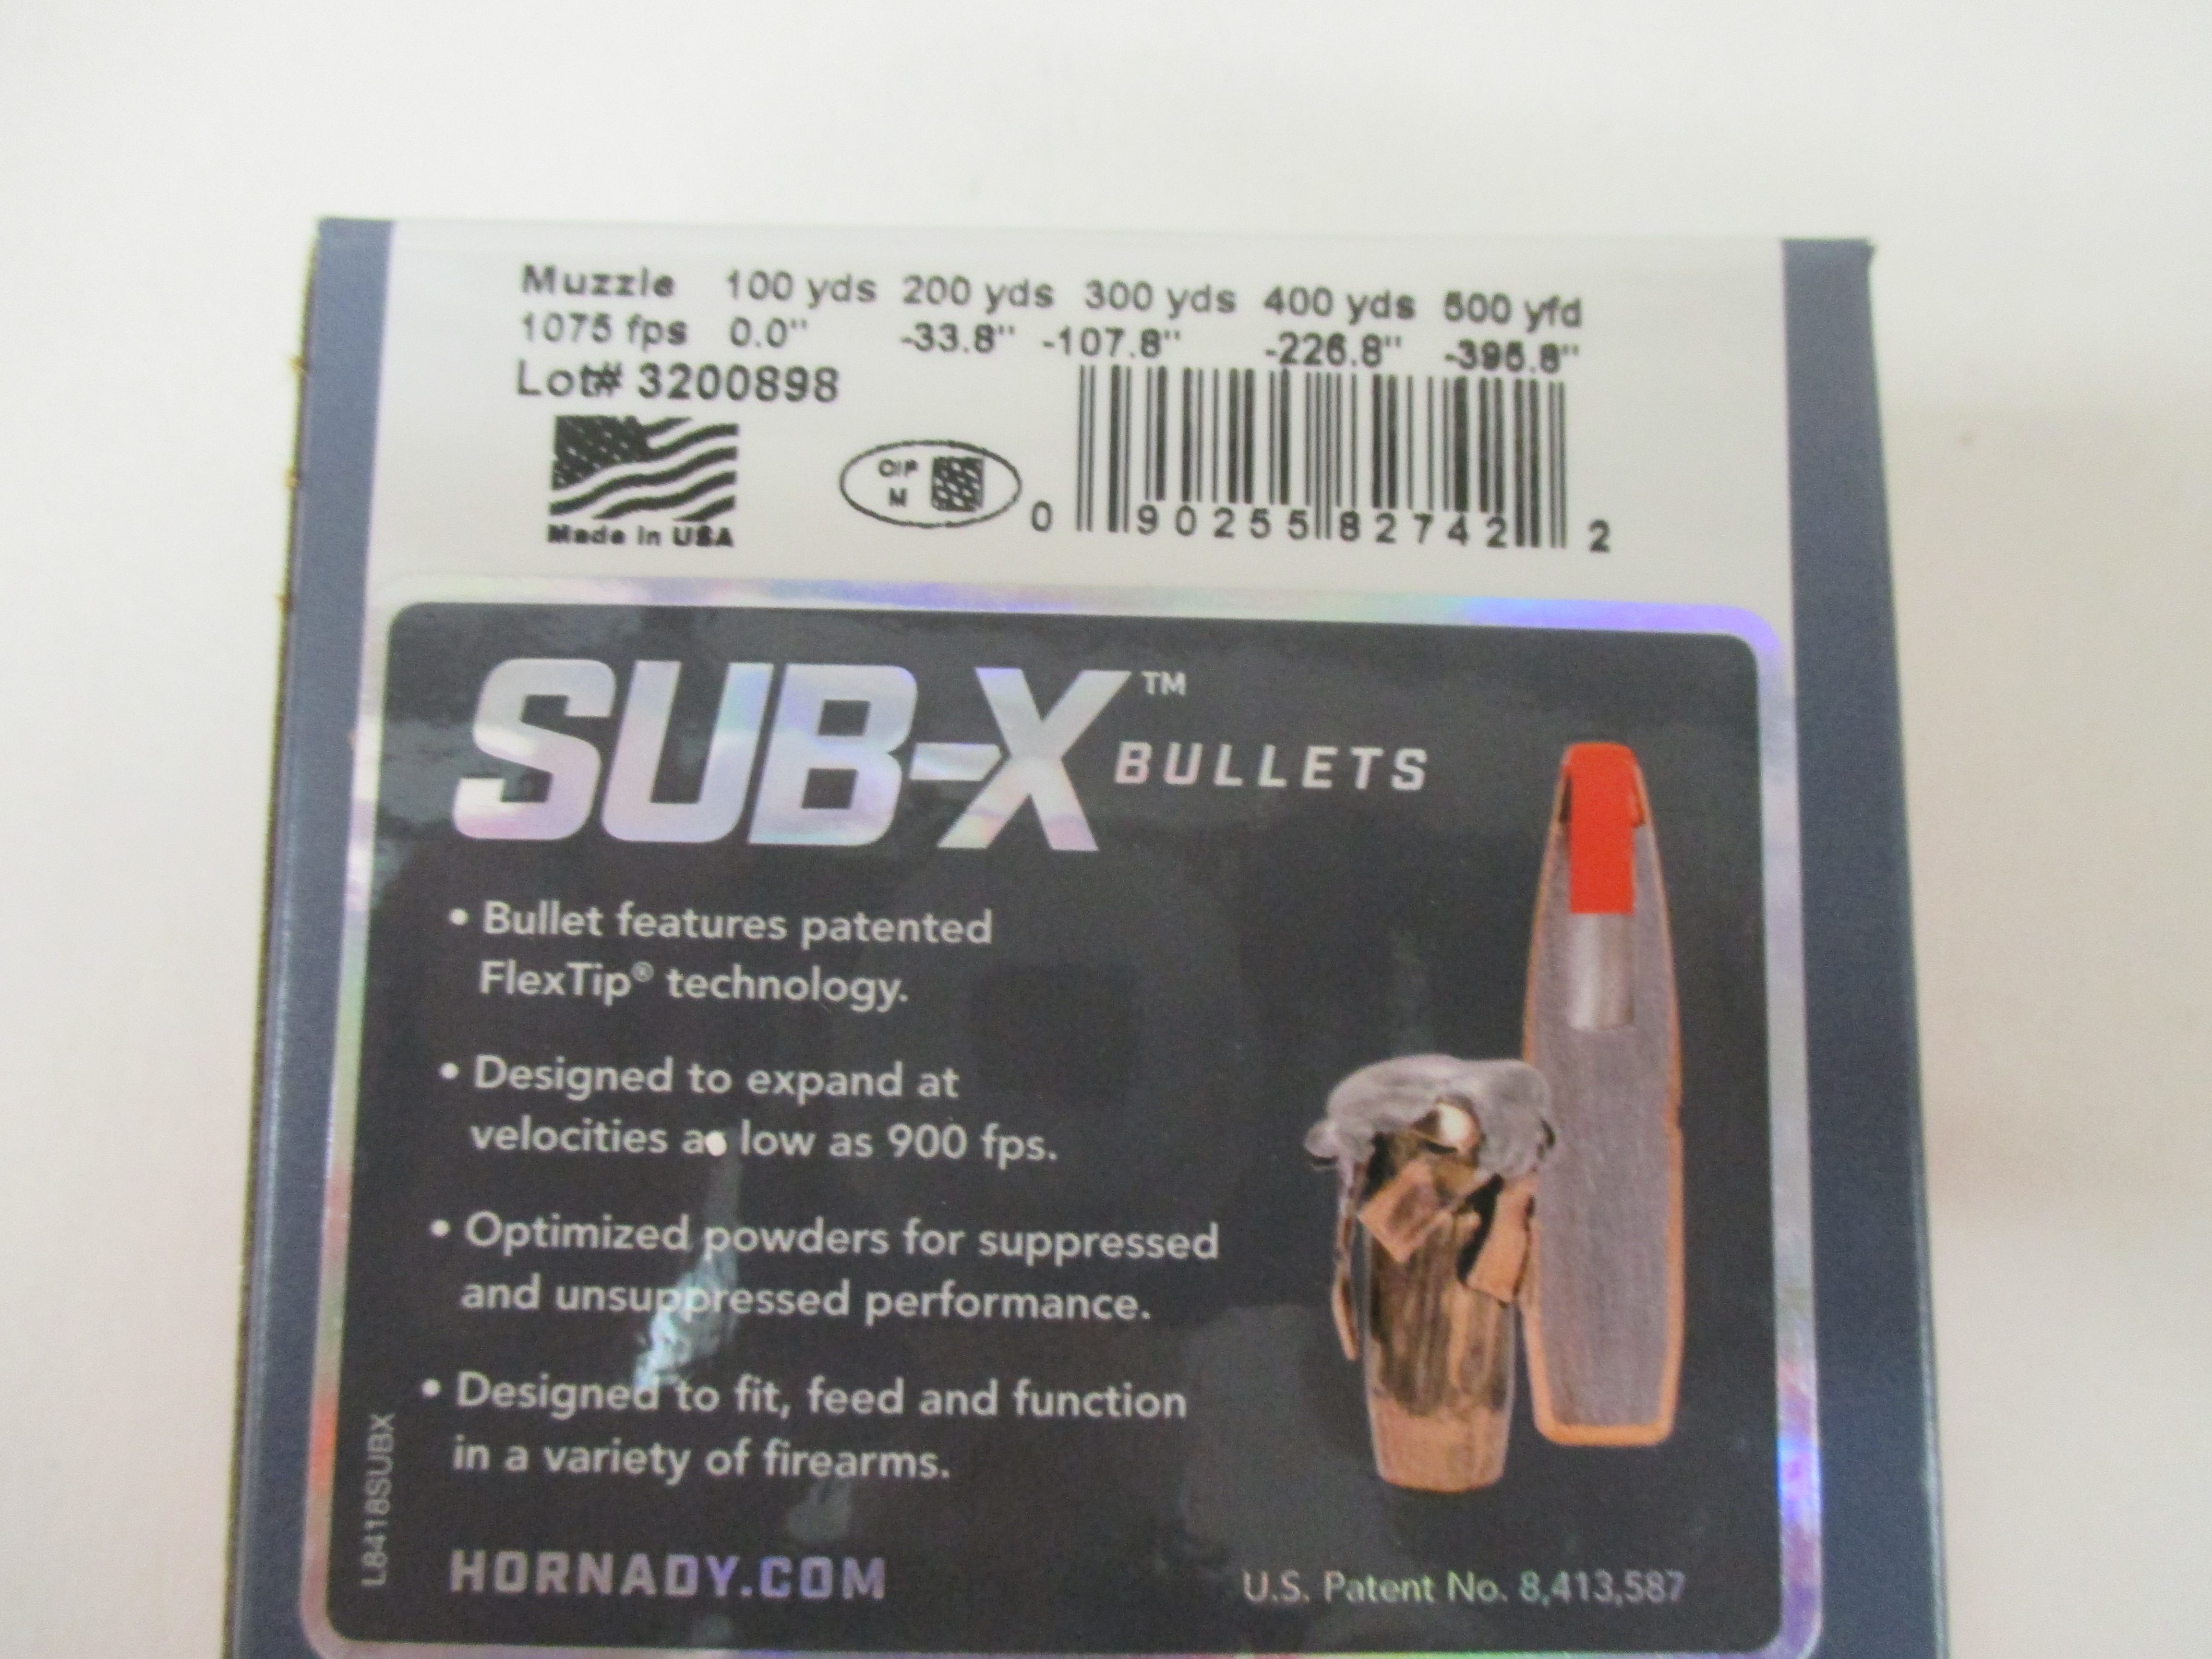 Muzzle 100 yds 200 yds 300 yds 400 yds 500 yfd
1075 fps 0.0" -33.8" -107.8" -226.8" -395.8"
Lot# 3200898
Made in USA
CIP
M
0 90255 82742 2
SUB-X™ BULLETS
• Bullet features patented
FlexTip® technology.
• Designed to expand at
velocities as low as 900 fps.
• Optimized powders for suppressed
and unsuppressed performance.
• Designed to fit, feed and function
in a variety of firearms.
L8418SUBX
HORNADY.COM
U.S. Patent No. 8,413,587